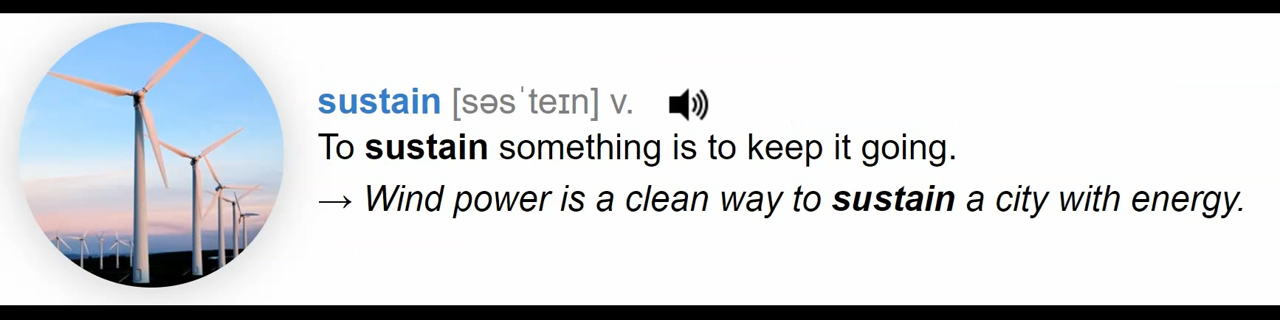 sustain [səsˈteɪn] v.
To sustain something is to keep it going.
→ Wind power is a clean way to sustain a city with energy.